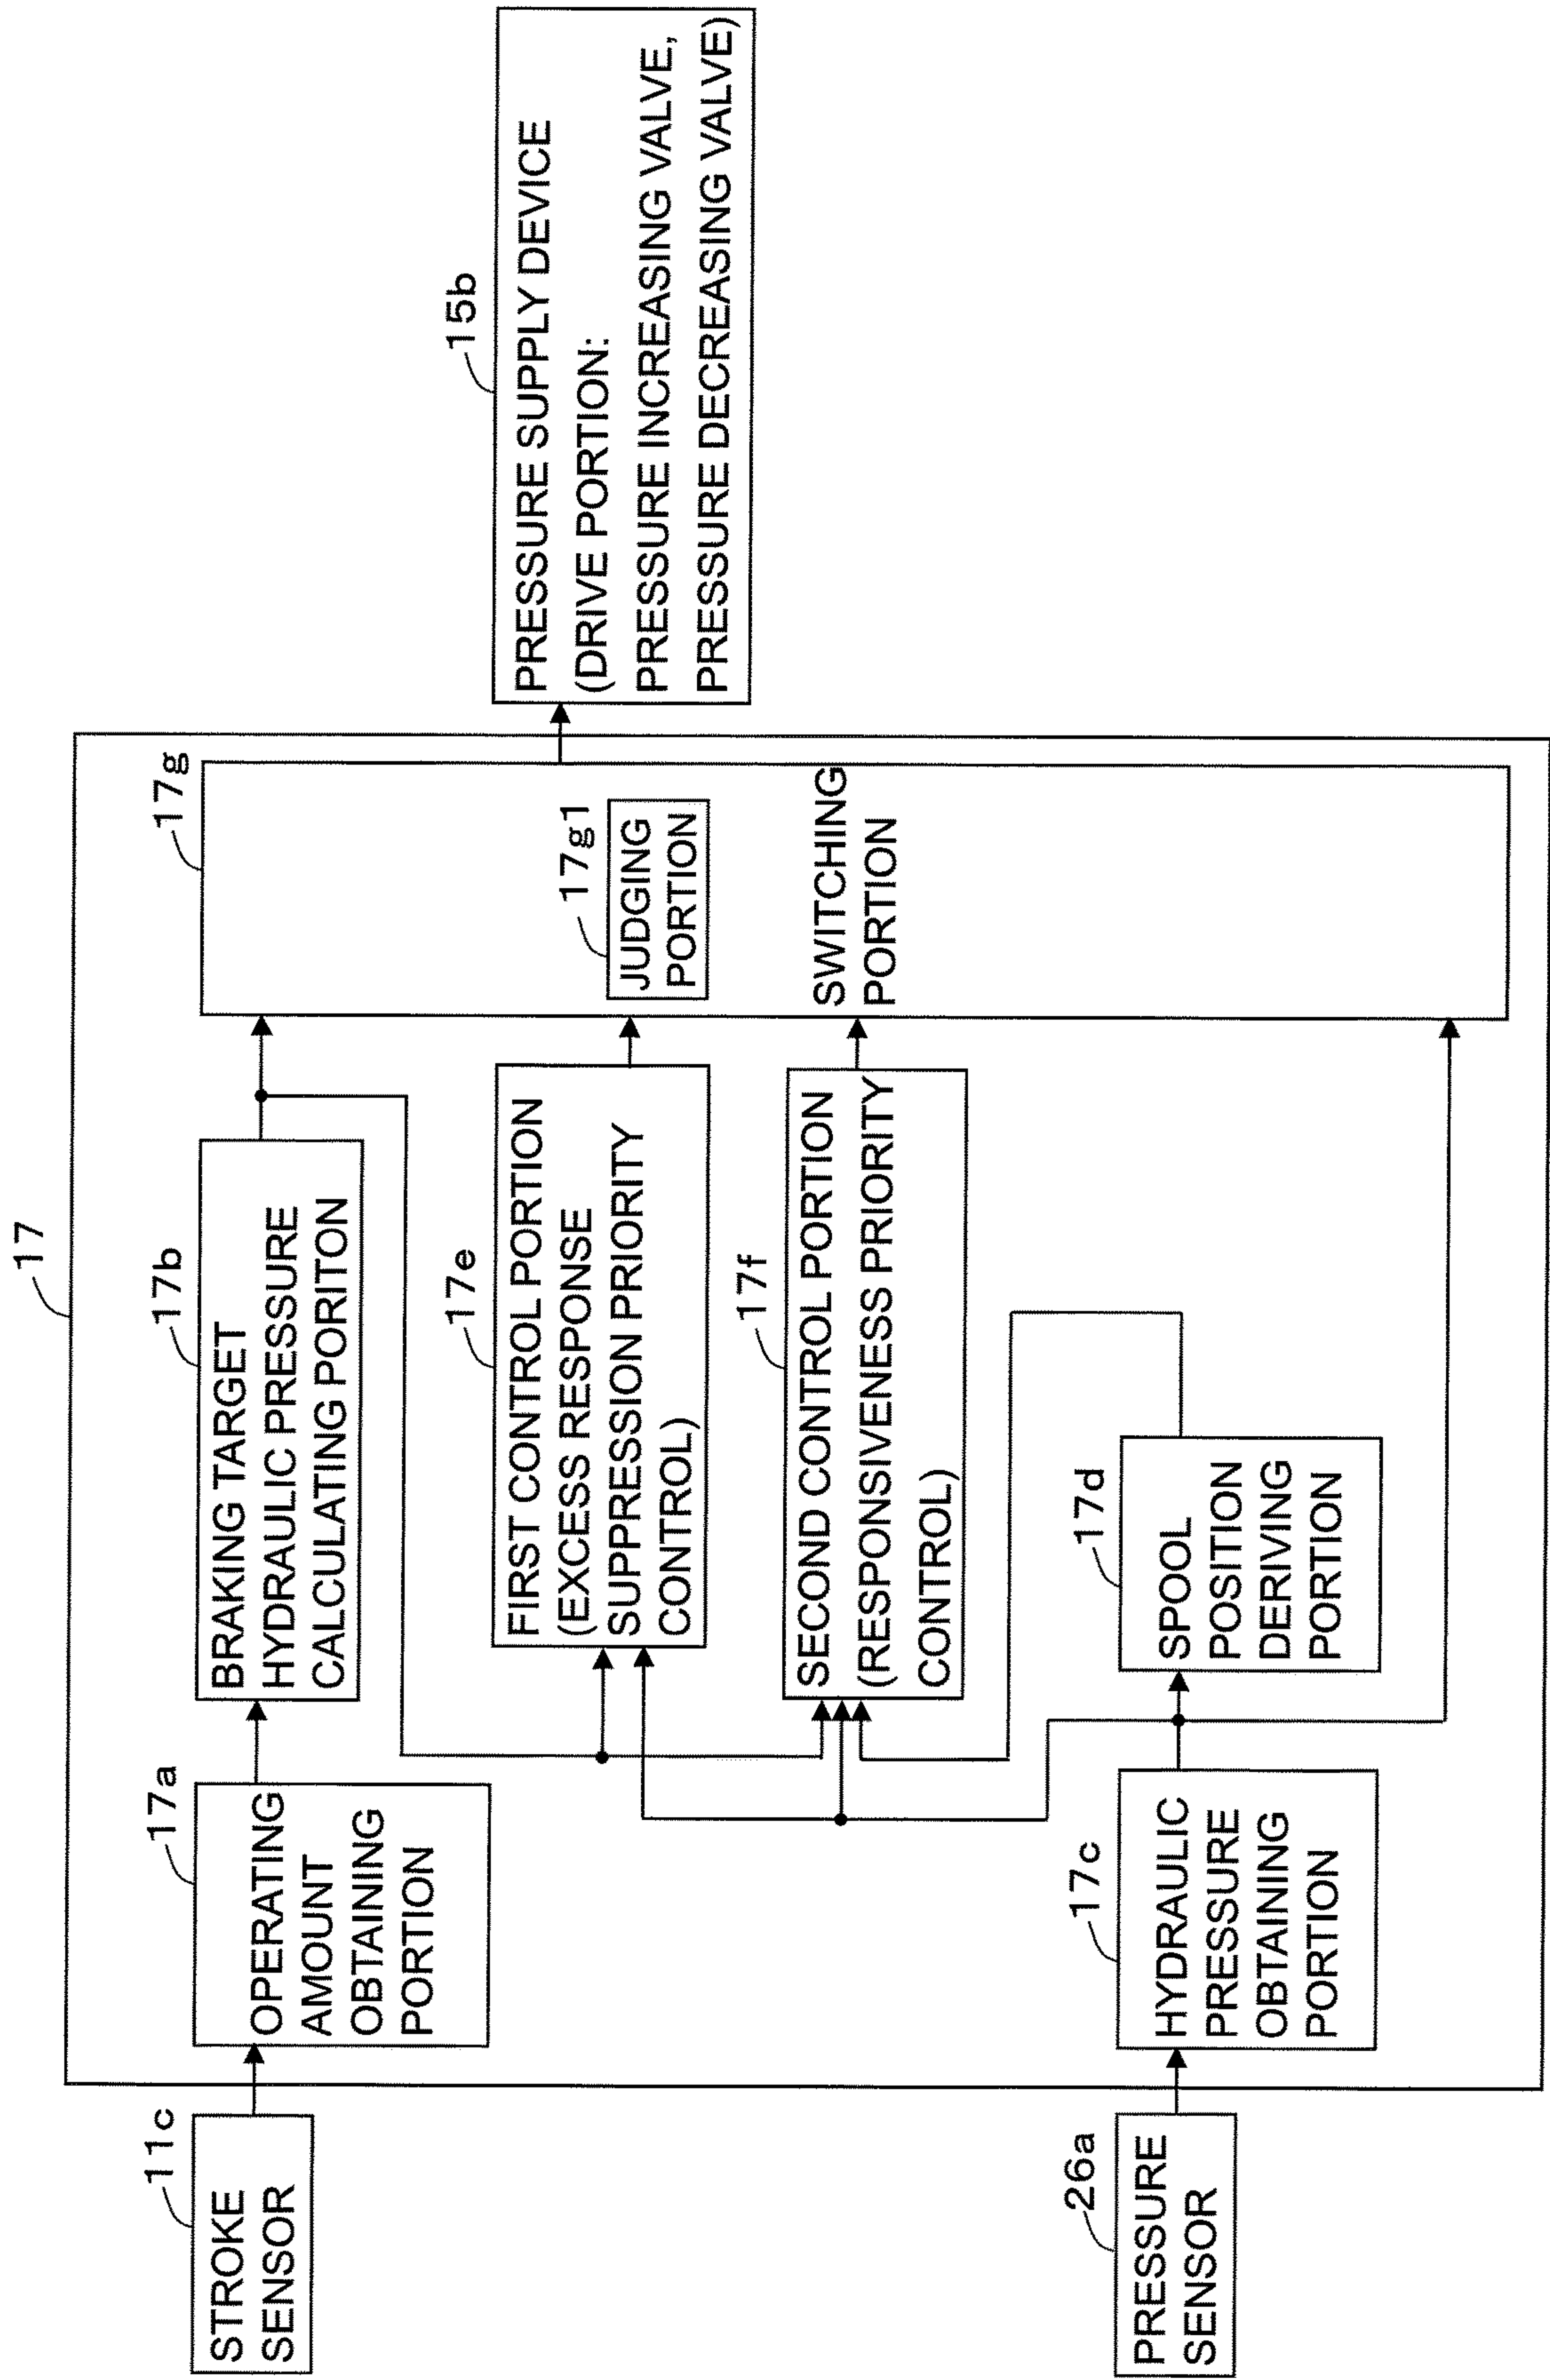 17
11c
STROKE
SENSOR
17a
OPERATING
AMOUNT
OBTAINING
PORTION
17b
BRAKING TARGET
HYDRAULIC PRESSURE
CALCULATING PORITON
17e
FIRST CONTROL PORTION
(EXCESS RESPONSE
SUPPRESSION PRIORITY
CONTROL)
17f
SECOND CONTROL PORTION
(RESPONSIVENESS PRIORITY
CONTROL)
26a
PRESSURE
SENSOR
17c
HYDRAULIC
PRESSURE
OBTAINING
PORTION
17d
SPOOL
POSITION
DERIVING
PORTION
17g
17g1
JUDGING
PORTION
SWITCHING
PORTION
15b
PRESSURE SUPPLY DEVICE
(DRIVE PORTION:
PRESSURE INCREASING VALVE,
PRESSURE DECREASING VALVE)